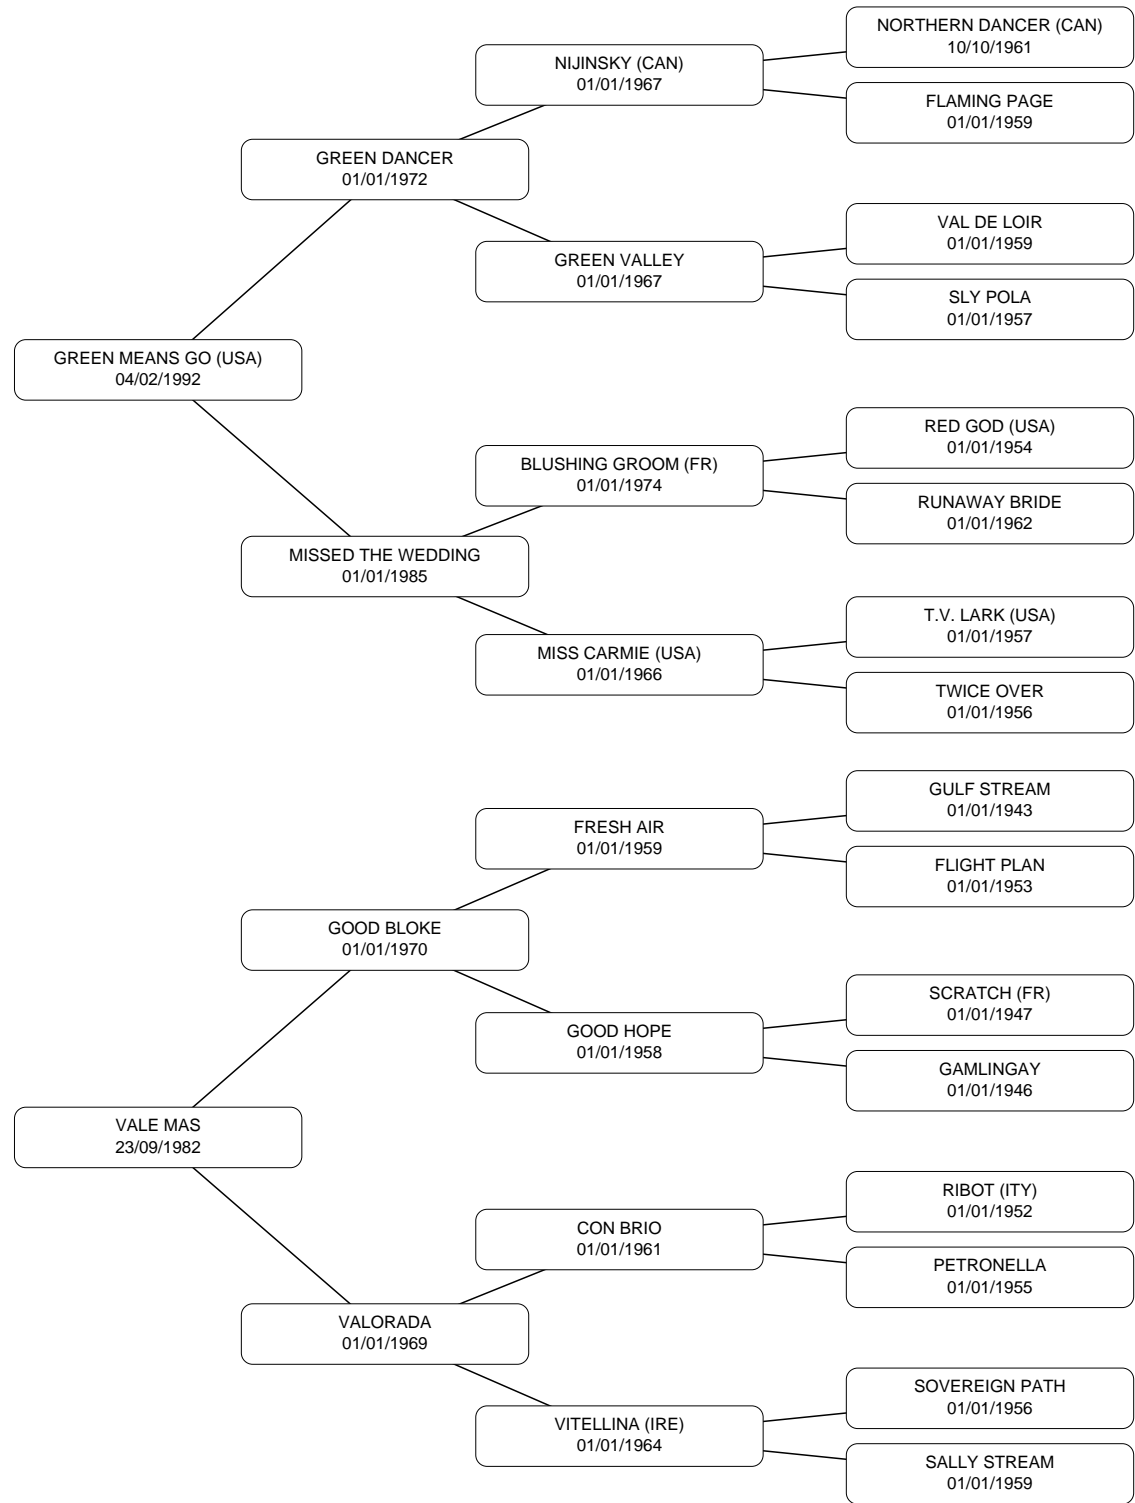 NORTHERN DANCER (CAN)
10/10/1961
NIJINSKY (CAN)
01/01/1967
FLAMING PAGE
01/01/1959
GREEN DANCER
01/01/1972
VAL DE LOIR
01/01/1959
GREEN VALLEY
01/01/1967
SLY POLA
01/01/1957
GREEN MEANS GO (USA)
04/02/1992
RED GOD (USA)
01/01/1954
BLUSHING GROOM (FR)
01/01/1974
RUNAWAY BRIDE
01/01/1962
MISSED THE WEDDING
01/01/1985
T.V. LARK (USA)
01/01/1957
MISS CARMIE (USA)
01/01/1966
TWICE OVER
01/01/1956
GULF STREAM
01/01/1943
FRESH AIR
01/01/1959
FLIGHT PLAN
01/01/1953
GOOD BLOKE
01/01/1970
SCRATCH (FR)
01/01/1947
GOOD HOPE
01/01/1958
GAMLINGAY
01/01/1946
VALE MAS
23/09/1982
RIBOT (ITY)
01/01/1952
CON BRIO
01/01/1961
PETRONELLA
01/01/1955
VALORADA
01/01/1969
SOVEREIGN PATH
01/01/1956
VITELLINA (IRE)
01/01/1964
SALLY STREAM
01/01/1959